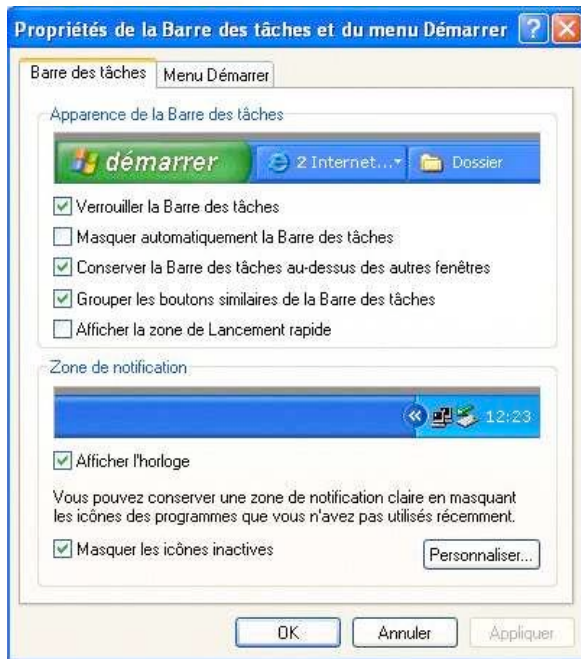 Propriétés de la Barre des tâches et du menu Démarrer
Barre des tâches
Menu Démarrer
Apparence de la Barre des tâches
démarrer
2 Internet...
Dossier
Verrouiller la Barre des tâches
Masquer automatiquement la Barre des tâches
Conserver la Barre des tâches au-dessus des autres fenêtres
Grouper les boutons similaires de la Barre des tâches
Afficher la zone de Lancement rapide
Zone de notification
12:23
Afficher l'horloge
Vous pouvez conserver une zone de notification claire en masquant
les icônes des programmes que vous n'avez pas utilisés récemment.
Masquer les icônes inactives
Personnaliser...
OK
Annuler
Appliquer